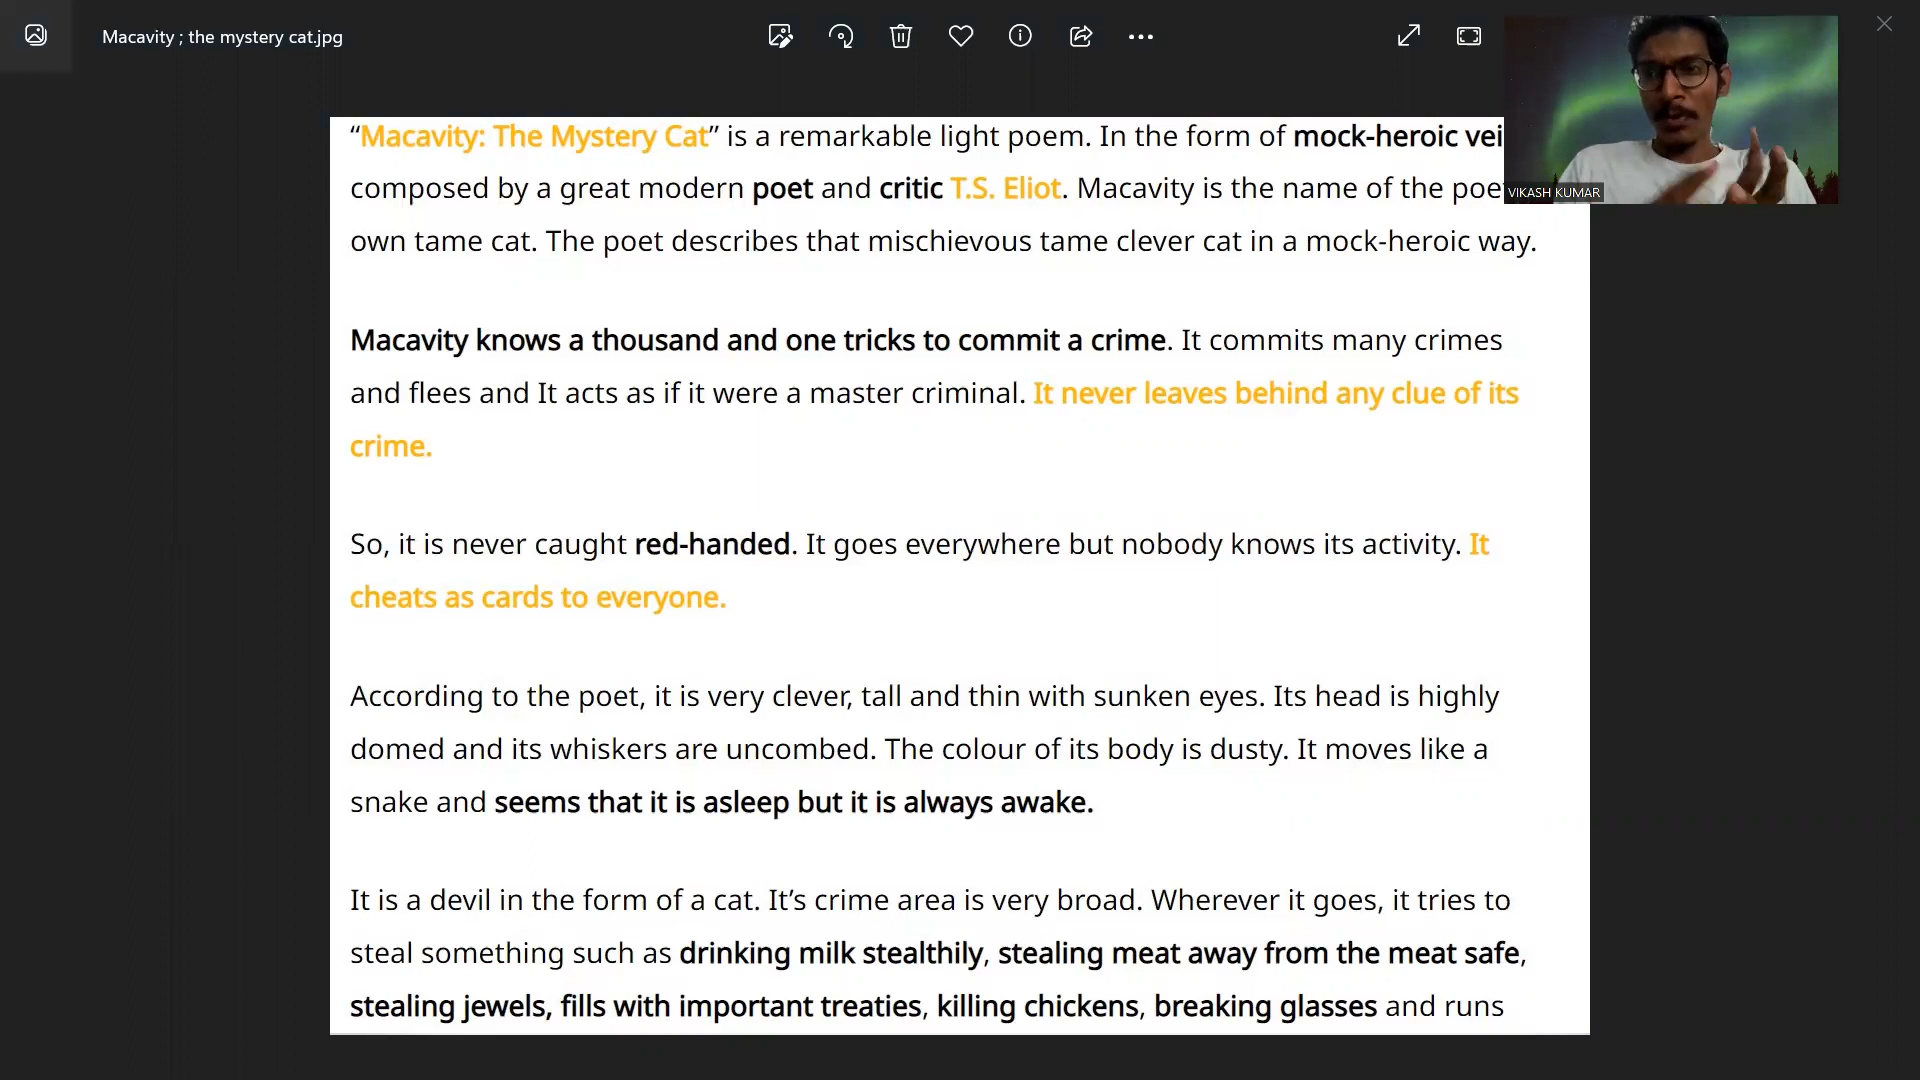 Macavity ; the mystery cat.jpg
VIKASH KUMAR
“Macavity: The Mystery Cat” is a remarkable light poem. In the form of mock-heroic vei
composed by a great modern poet and critic T.S. Eliot. Macavity is the name of the poe
own tame cat. The poet describes that mischievous tame clever cat in a mock-heroic way.
Macavity knows a thousand and one tricks to commit a crime. It commits many crimes
and flees and It acts as if it were a master criminal. It never leaves behind any clue of its
crime.
So, it is never caught red-handed. It goes everywhere but nobody knows its activity. It
cheats as cards to everyone.
According to the poet, it is very clever, tall and thin with sunken eyes. Its head is highly
domed and its whiskers are uncombed. The colour of its body is dusty. It moves like a
snake and seems that it is asleep but it is always awake.
It is a devil in the form of a cat. It’s crime area is very broad. Wherever it goes, it tries to
steal something such as drinking milk stealthily, stealing meat away from the meat safe,
stealing jewels, fills with important treaties, killing chickens, breaking glasses and runs